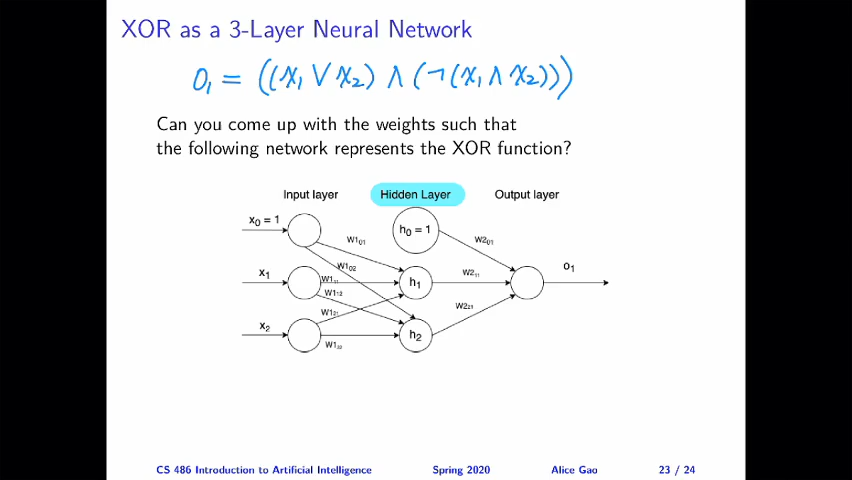 XOR as a 3-Layer Neural Network
O₁ = ((x₁ ∨ x₂) ∧ (¬(x₁ ∧ x₂)))
Can you come up with the weights such that
the following network represents the XOR function?
Input layer Hidden Layer Output layer
x₀ = 1 h₀ = 1
W1₀₁ W2₀₁
W1₀₂
x₁ W1₁₁ h₁ W2₁₁ o₁
W1₁₂
W1₂₁ W2₂₁
x₂ h₂
W1₂₂
CS 486 Introduction to Artificial Intelligence Spring 2020 Alice Gao 23 / 24